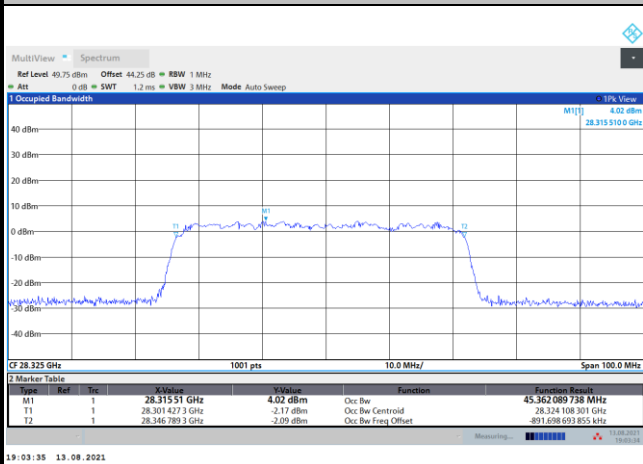 MultiView Spectrum
Ref Level 49.75 dBm Offset 44.25 dB RBW 1 MHz
Att 0 dB SWT 1.2 ms VBW 3 MHz Mode Auto Sweep
1 Occupied Bandwidth 1Pk View
M1[1] 4.02 dBm
28.315 510 0 GHz
40 dBm
30 dBm
20 dBm
10 dBm
M1
T1 T2
0 dBm
-10 dBm
-20 dBm
-30 dBm
-40 dBm
CF 28.325 GHz 1001 pts 10.0 MHz/ Span 100.0 MHz
2 Marker Table
Type Ref Trc X-Value Y-Value Function Function Result
M1 1 28.31551 GHz 4.02 dBm Occ Bw 45.362 089 738 MHz
T1 1 28.301 427 3 GHz -2.17 dBm Occ Bw Centroid 28.324 108 301 GHz
T2 1 28.346 789 3 GHz -2.09 dBm Occ Bw Freq Offset -891.698 693 855 kHz
Measuring... 13.08.2021
19:03:34
19:03:35 13.08.2021